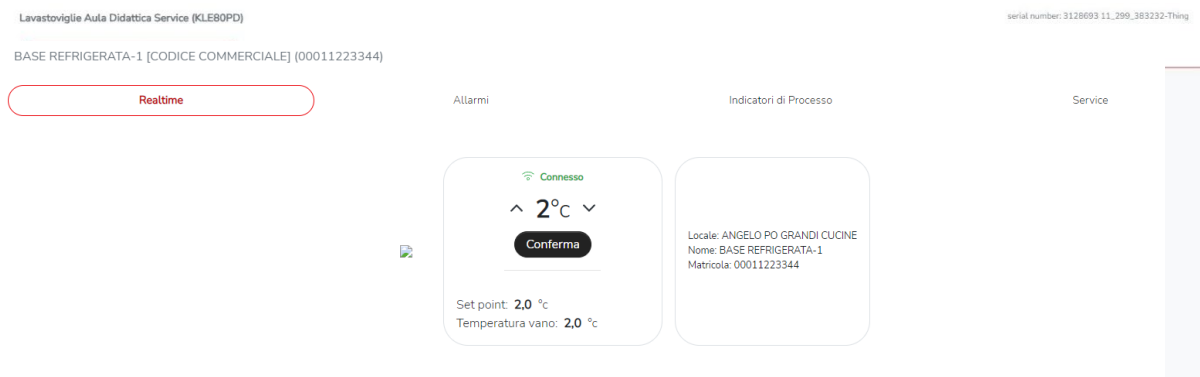 Lavastoviglie Aula Didattica Service (KLE80PD)
serial number: 3128693 11_299_383232-Thing
BASE REFRIGERATA-1 [CODICE COMMERCIALE] (00011223344)
Realtime
Allarmi
Indicatori di Processo
Service
Connesso
2°C
Conferma
Set point: 2,0 °c
Temperatura vano: 2,0 °c
Locale: ANGELO PO GRANDI CUCINE
Nome: BASE REFRIGERATA-1
Matricola: 00011223344